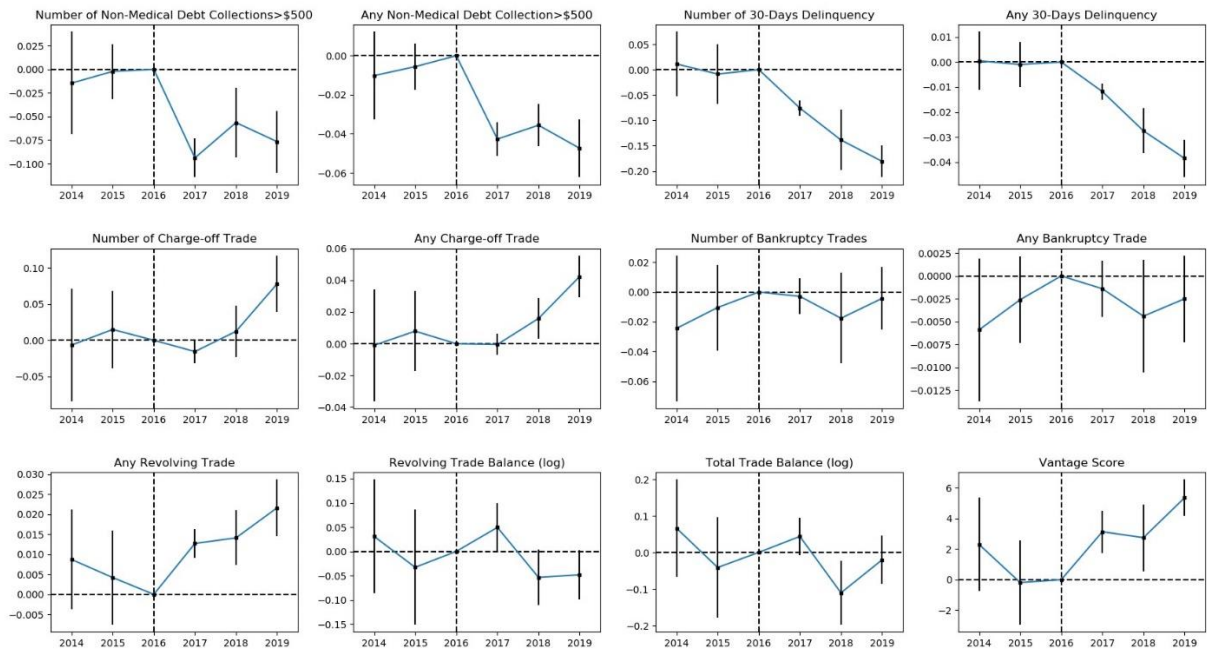 Number of Non-Medical Debt Collections>$500
Any Non-Medical Debt Collection>$500
Number of 30-Days Delinquency
Any 30-Days Delinquency
0.025
0.000
−0.025
−0.050
−0.075
−0.100
2014 2015 2016 2017 2018 2019
0.00
−0.02
−0.04
−0.06
2014 2015 2016 2017 2018 2019
0.05
0.00
−0.05
−0.10
−0.15
−0.20
2014 2015 2016 2017 2018 2019
0.01
0.00
−0.01
−0.02
−0.03
−0.04
2014 2015 2016 2017 2018 2019
Number of Charge-off Trade
Any Charge-off Trade
Number of Bankruptcy Trades
Any Bankruptcy Trade
0.10
0.05
0.00
−0.05
2014 2015 2016 2017 2018 2019
0.06
0.04
0.02
0.00
−0.02
−0.04
2014 2015 2016 2017 2018 2019
0.02
0.00
−0.02
−0.04
−0.06
2014 2015 2016 2017 2018 2019
0.0025
0.0000
−0.0025
−0.0050
−0.0075
−0.0100
−0.0125
2014 2015 2016 2017 2018 2019
Any Revolving Trade
Revolving Trade Balance (log)
Total Trade Balance (log)
Vantage Score
0.030
0.025
0.020
0.015
0.010
0.005
0.000
−0.005
2014 2015 2016 2017 2018 2019
0.15
0.10
0.05
0.00
−0.05
−0.10
−0.15
2014 2015 2016 2017 2018 2019
0.2
0.1
0.0
−0.1
−0.2
2014 2015 2016 2017 2018 2019
6
4
2
0
−2
2014 2015 2016 2017 2018 2019